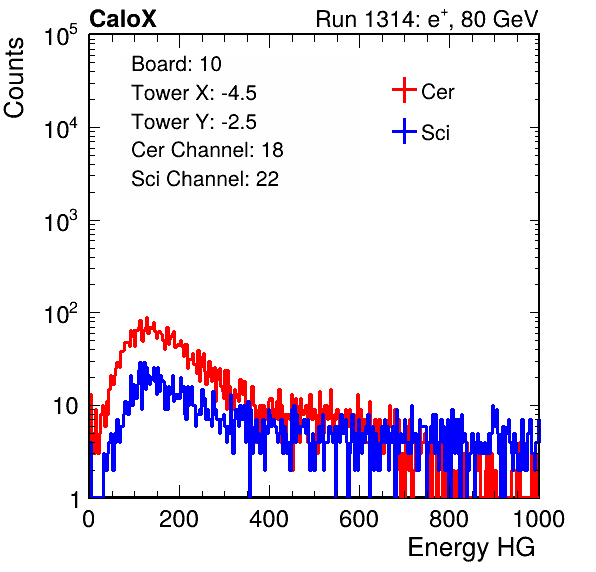 CaloX Run 1314: e⁺, 80 GeV
Counts
Board: 10
Tower X: -4.5
Tower Y: -2.5
Cer Channel: 18
Sci Channel: 22
Cer
Sci
10⁵
10⁴
10³
10²
10
1
0 200 400 600 800 1000
Energy HG